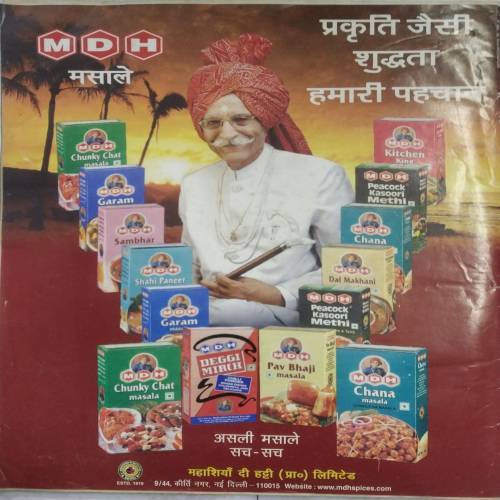 MDH
मसाले
प्रकृति जैसी
शुद्धता
हमारी पहचान
MDH
Chunky Chat
masala
MDH
Garam
MDH
Sambhar
MDH
Shahi Paneer
MDH
Garam
MDH
Kitchen
King
MDH
Peacock
Kasoori
Methi
MDH
Chana
MDH
Dal Makhani
MDH
Peacock
Kasoori
Methi
MDH
Chunky Chat
masala
MDH
DEGGI
MIRCH
MDH
Pav Bhaji
masala
MDH
Chana
masala
असली मसाले
सच-सच
महाशियाँ दी हट्टी (प्रा०) लिमिटेड
ESTD. 1919
9/44, कीर्ति नगर, नई दिल्ली-110015 Website : www.mdhspices.com